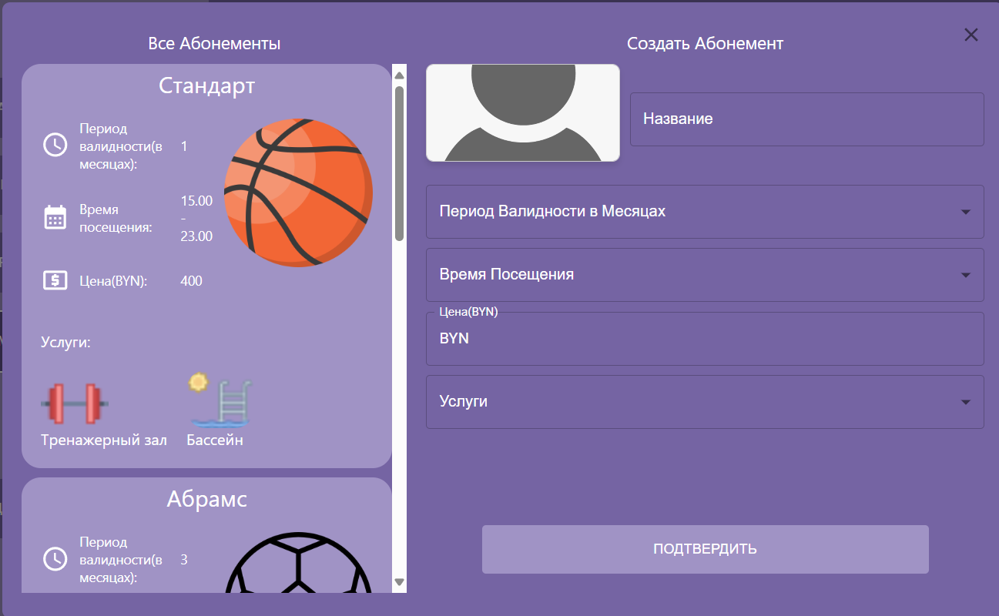 Все Абонементы
Стандарт
Период
валидности(в
месяцах):
1
Время
посещения:
15.00
-
23.00
Цена(BYN):
400
Услуги:
Тренажерный зал
Бассейн
Абрамс
Период
валидности(в
месяцах):
3
Создать Абонемент
Название
Период Валидности в Месяцах
Время Посещения
Цена(BYN)
BYN
Услуги
ПОДТВЕРДИТЬ